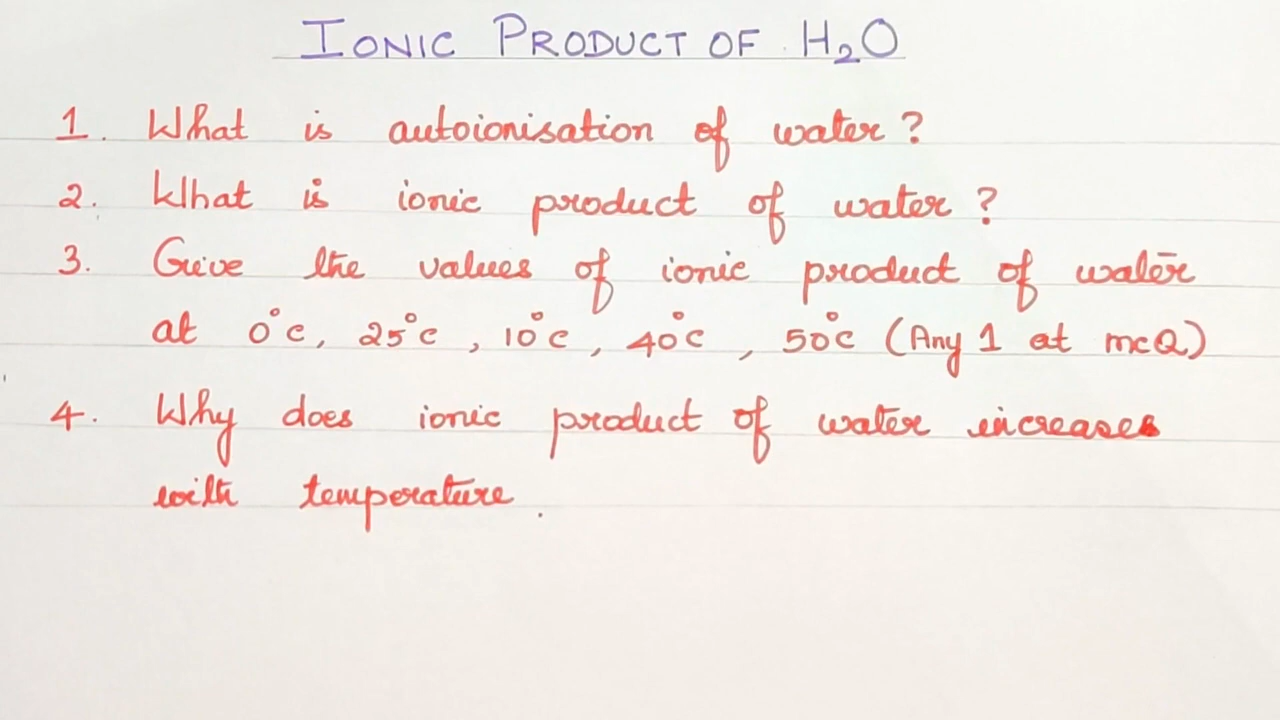 IONIC PRODUCT OF H₂O
1. What is autoionisation of water?
2. What is ionic product of water?
3. Give the values of ionic product of water
at 0°C, 25°C, 10°C, 40°C, 50°C (Any 1 at mcQ)
4. Why does ionic product of water increases
with temperature.